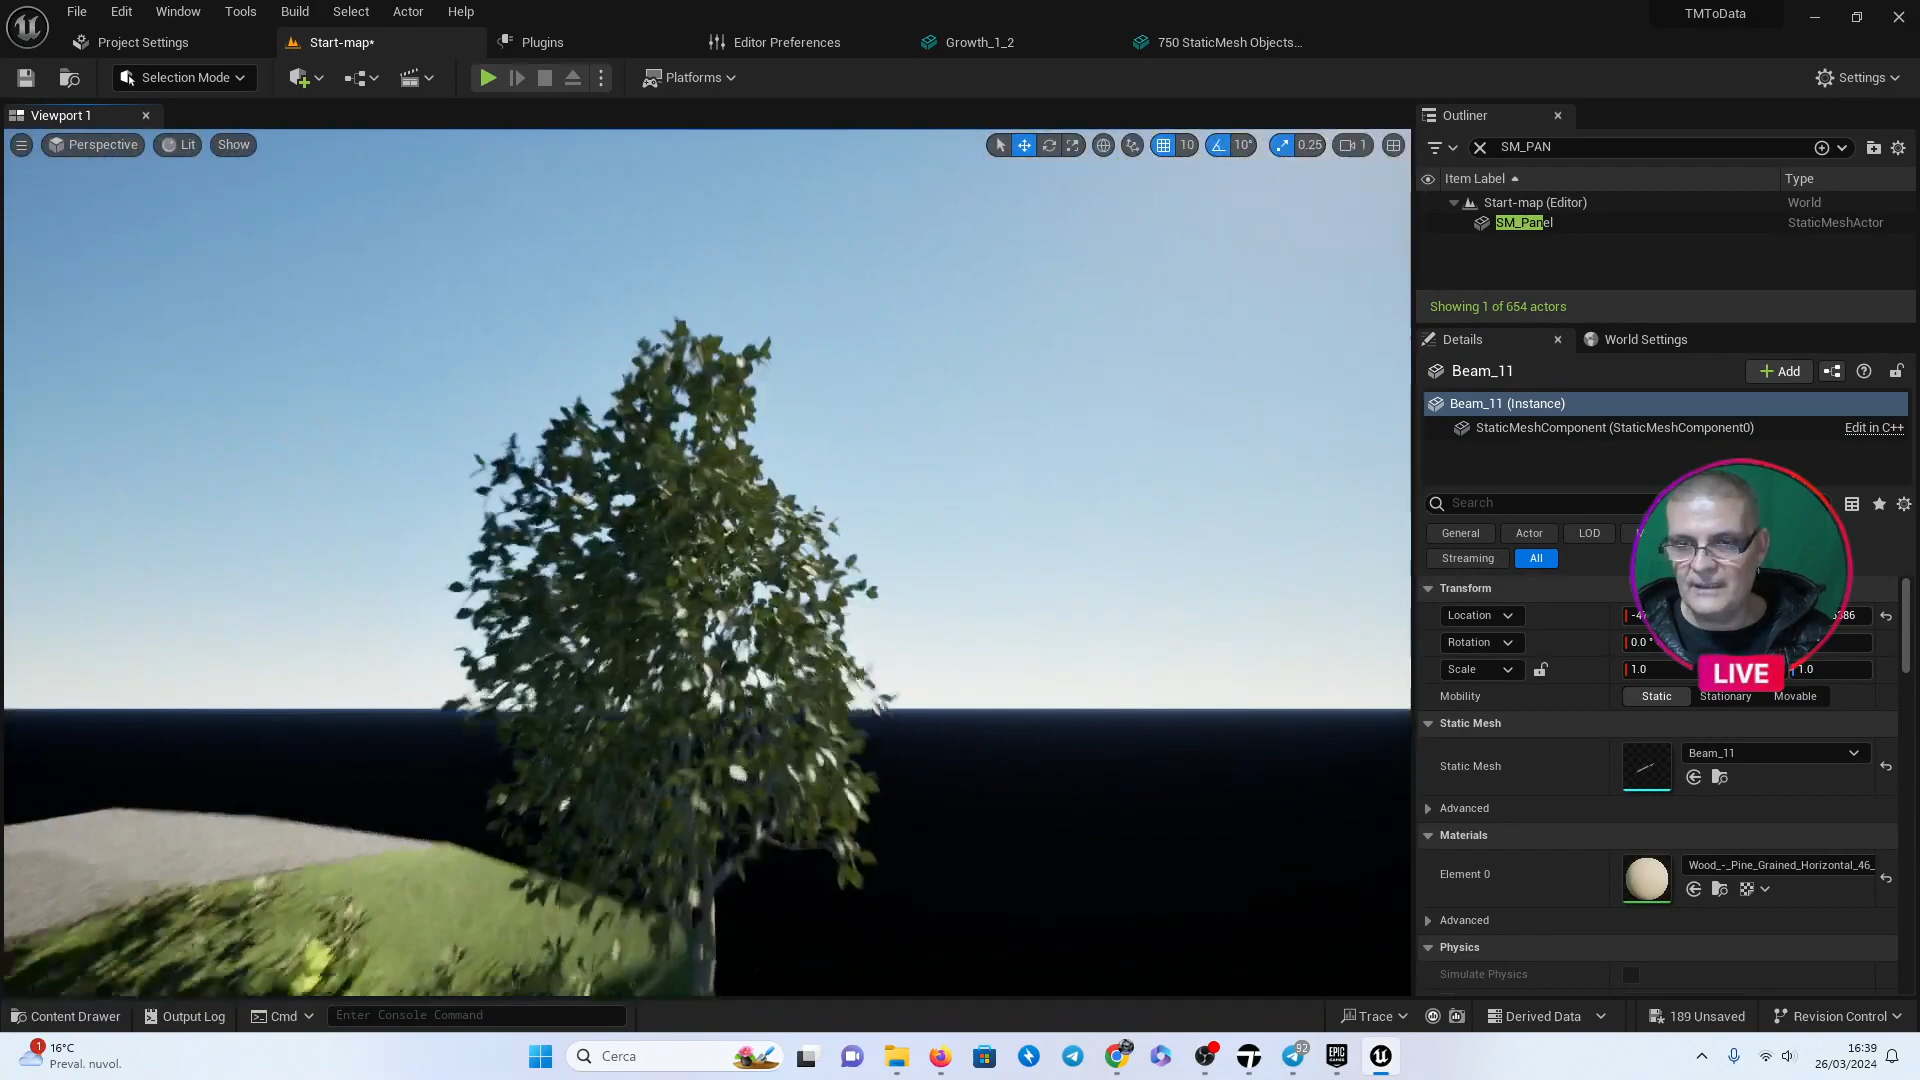 File Edit Window Tools Build Select Actor Help
TMToData
Project Settings
Start-map*
Plugins
Editor Preferences
Growth_1_2
750 StaticMesh Objects...
Selection Mode
Platforms
Settings
Viewport 1
Perspective
Lit
Show
10
10°
0.25
1
Outliner
SM_PAN
Item Label
Type
Start-map (Editor)
World
SM_Panel
StaticMeshActor
Showing 1 of 654 actors
Details
World Settings
Beam_11
Add
Beam_11 (Instance)
StaticMeshComponent (StaticMeshComponent0)
Edit in C++
Search
General
Actor
LOD
Streaming
All
Transform
Location
Rotation
0.0 °
Scale
1.0
1.0
LIVE
Mobility
Static
Stationary
Movable
Static Mesh
Static Mesh
Beam_11
Advanced
Materials
Element 0
Wood_-_Pine_Grained_Horizontal_46_
Advanced
Physics
Simulate Physics
Content Drawer
Output Log
Cmd
Enter Console Command
Trace
Derived Data
189 Unsaved
Revision Control
1
16°C
Preval. nuvol.
Cerca
92
EPIC
GAMES
16:39
26/03/2024